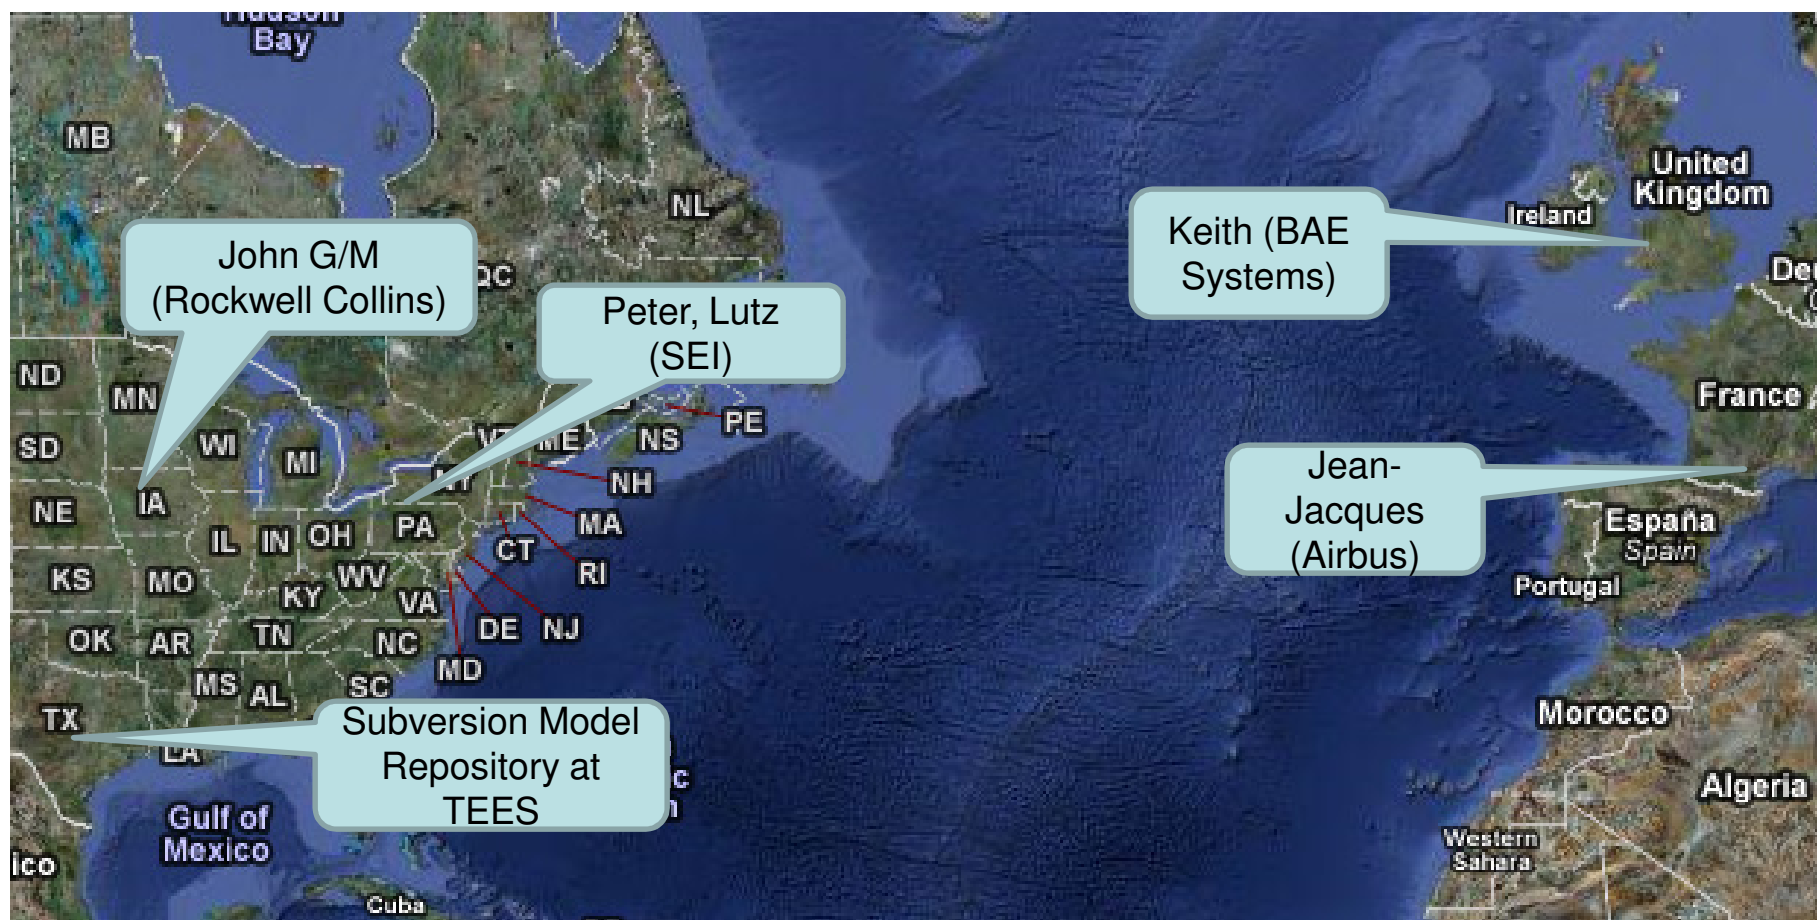 Hudson
Bay
MB
NL
QC
United
Kingdom
Ireland
John G/M
(Rockwell Collins)
Keith (BAE
Systems)
Peter, Lutz
(SEI)
ND
MN
SD
WI
MI
ME
NS
PE
NY
NH
France
Jean-
Jacques
(Airbus)
NE
IA
IL
IN
OH
PA
CT
MA
RI
España
Spain
Portugal
KS
MO
KY
WV
VA
DE
NJ
OK
AR
TN
NC
MD
MS
AL
SC
TX
LA
Subversion Model
Repository at
TEES
Morocco
Algeria
Gulf of
Mexico
Western
Sahara
ico
Cuba